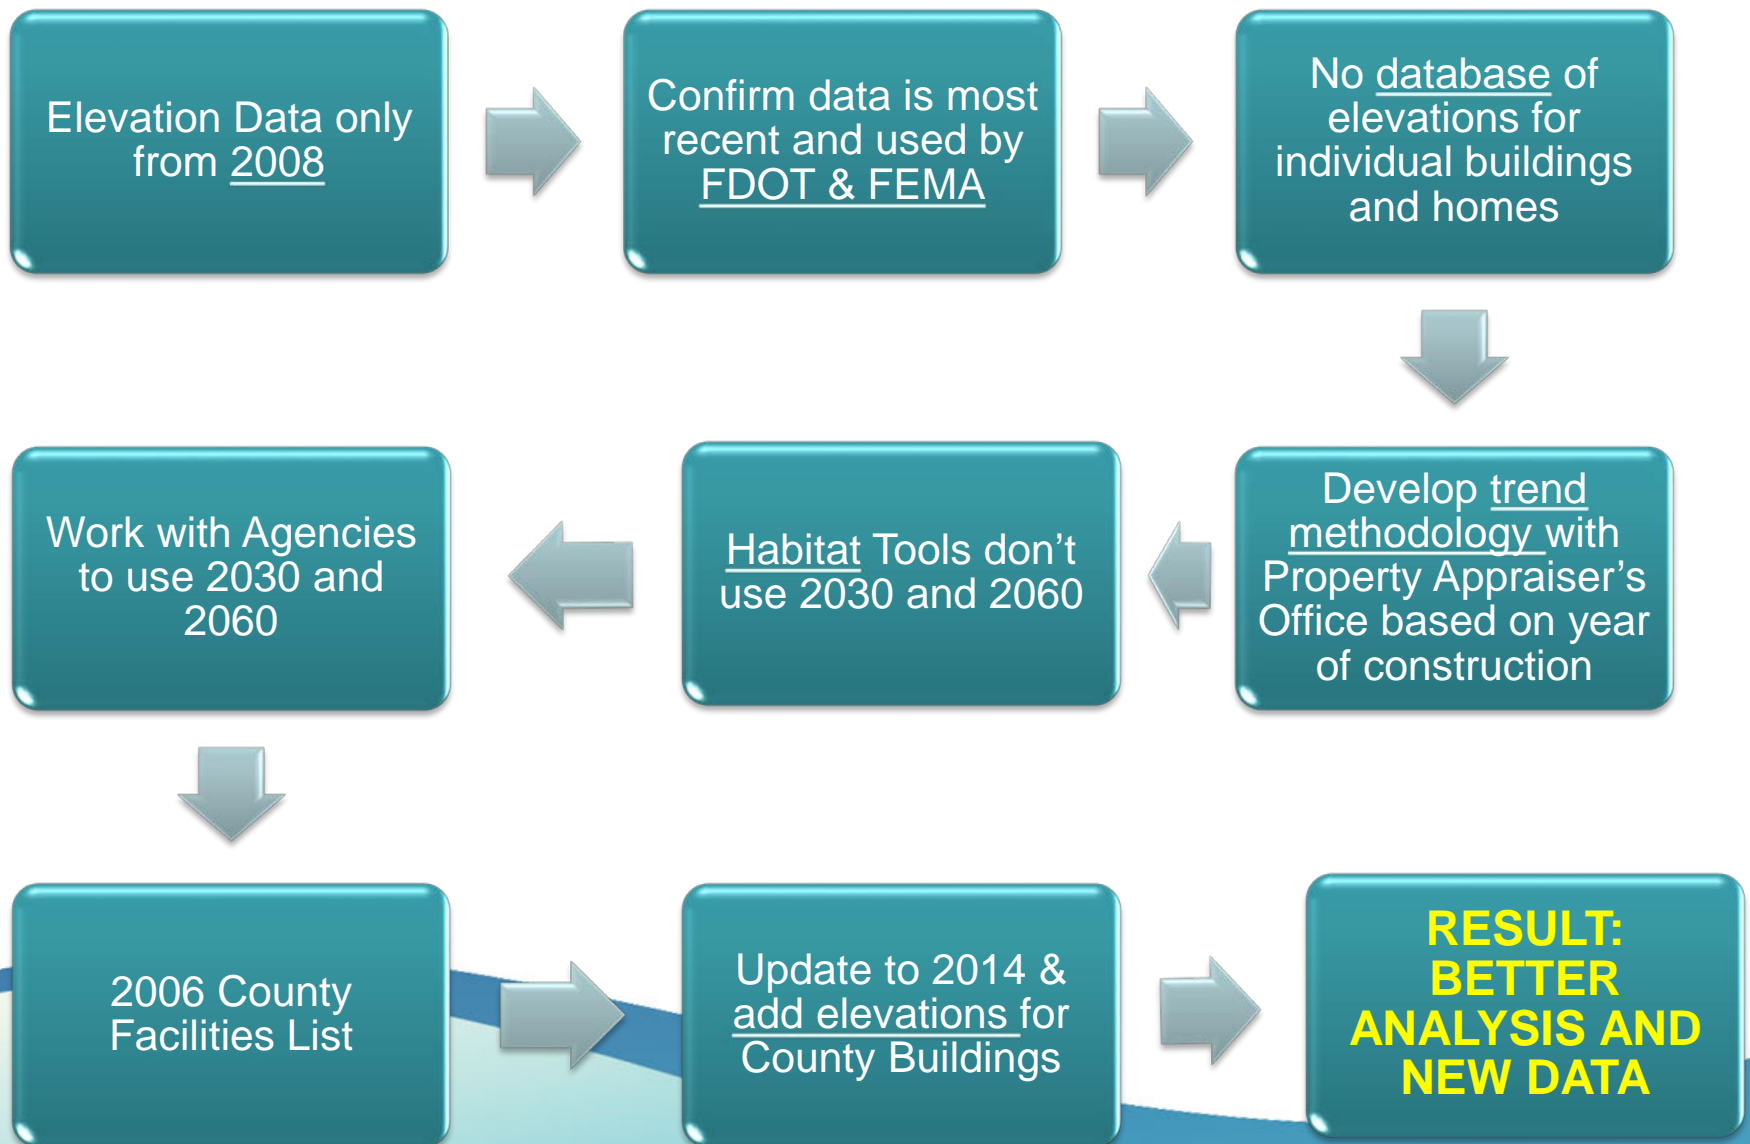 Elevation Data only
from 2008
Confirm data is most
recent and used by
FDOT & FEMA
No database of
elevations for
individual buildings
and homes
Develop trend
methodology with
Property Appraiser’s
Office based on year
of construction
Habitat Tools don’t
use 2030 and 2060
Work with Agencies
to use 2030 and
2060
2006 County
Facilities List
Update to 2014 &
add elevations for
County Buildings
RESULT:
BETTER
ANALYSIS AND
NEW DATA